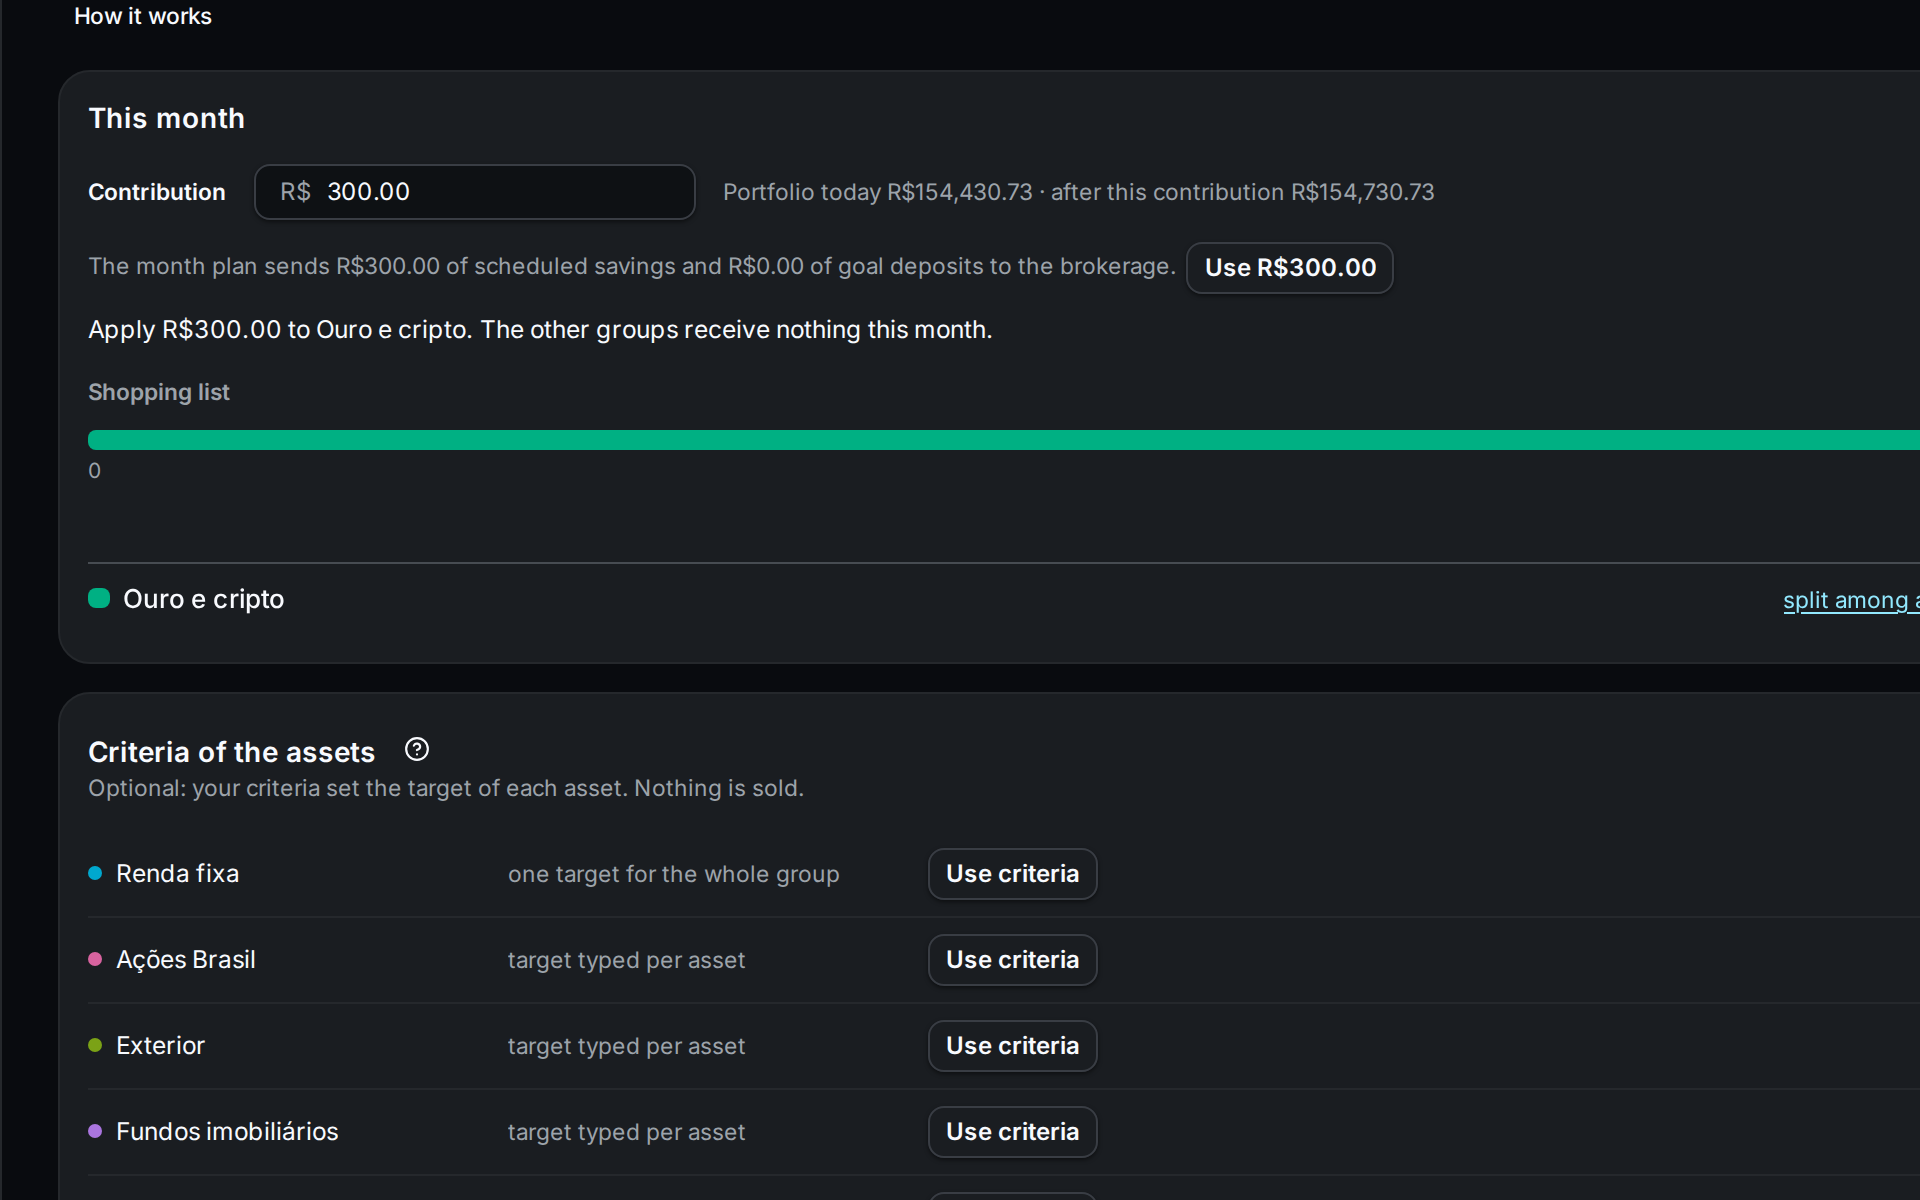 How it works
This month
Contribution R$ 300.00 Portfolio today R$154,430.73 · after this contribution R$154,730.73
The month plan sends R$300.00 of scheduled savings and R$0.00 of goal deposits to the brokerage. Use R$300.00
Apply R$300.00 to Ouro e cripto. The other groups receive nothing this month.
Shopping list
0
Ouro e cripto split among
Criteria of the assets
Optional: your criteria set the target of each asset. Nothing is sold.
Renda fixa one target for the whole group Use criteria
Ações Brasil target typed per asset Use criteria
Exterior target typed per asset Use criteria
Fundos imobiliários target typed per asset Use criteria